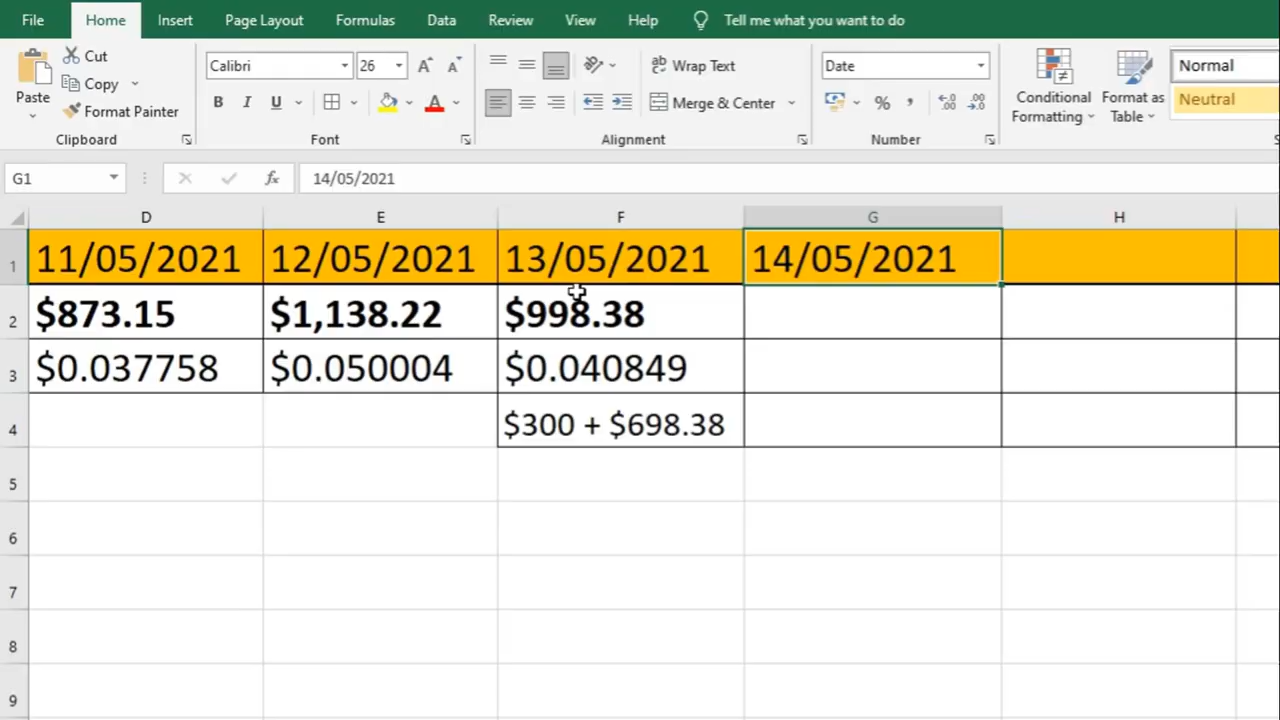 File Home Insert Page Layout Formulas Data Review View Help Tell me what you want to do
Cut
Calibri 26 Wrap Text Date Normal
Copy
Paste Format Painter B I U Merge & Center % Conditional Formatting Format as Table Neutral
Clipboard Font Alignment Number
G1 fx 14/05/2021
D E F G H
1 11/05/2021 12/05/2021 13/05/2021 14/05/2021
2 $873.15 $1,138.22 $998.38
3 $0.037758 $0.050004 $0.040849
4 $300 + $698.38
5
6
7
8
9